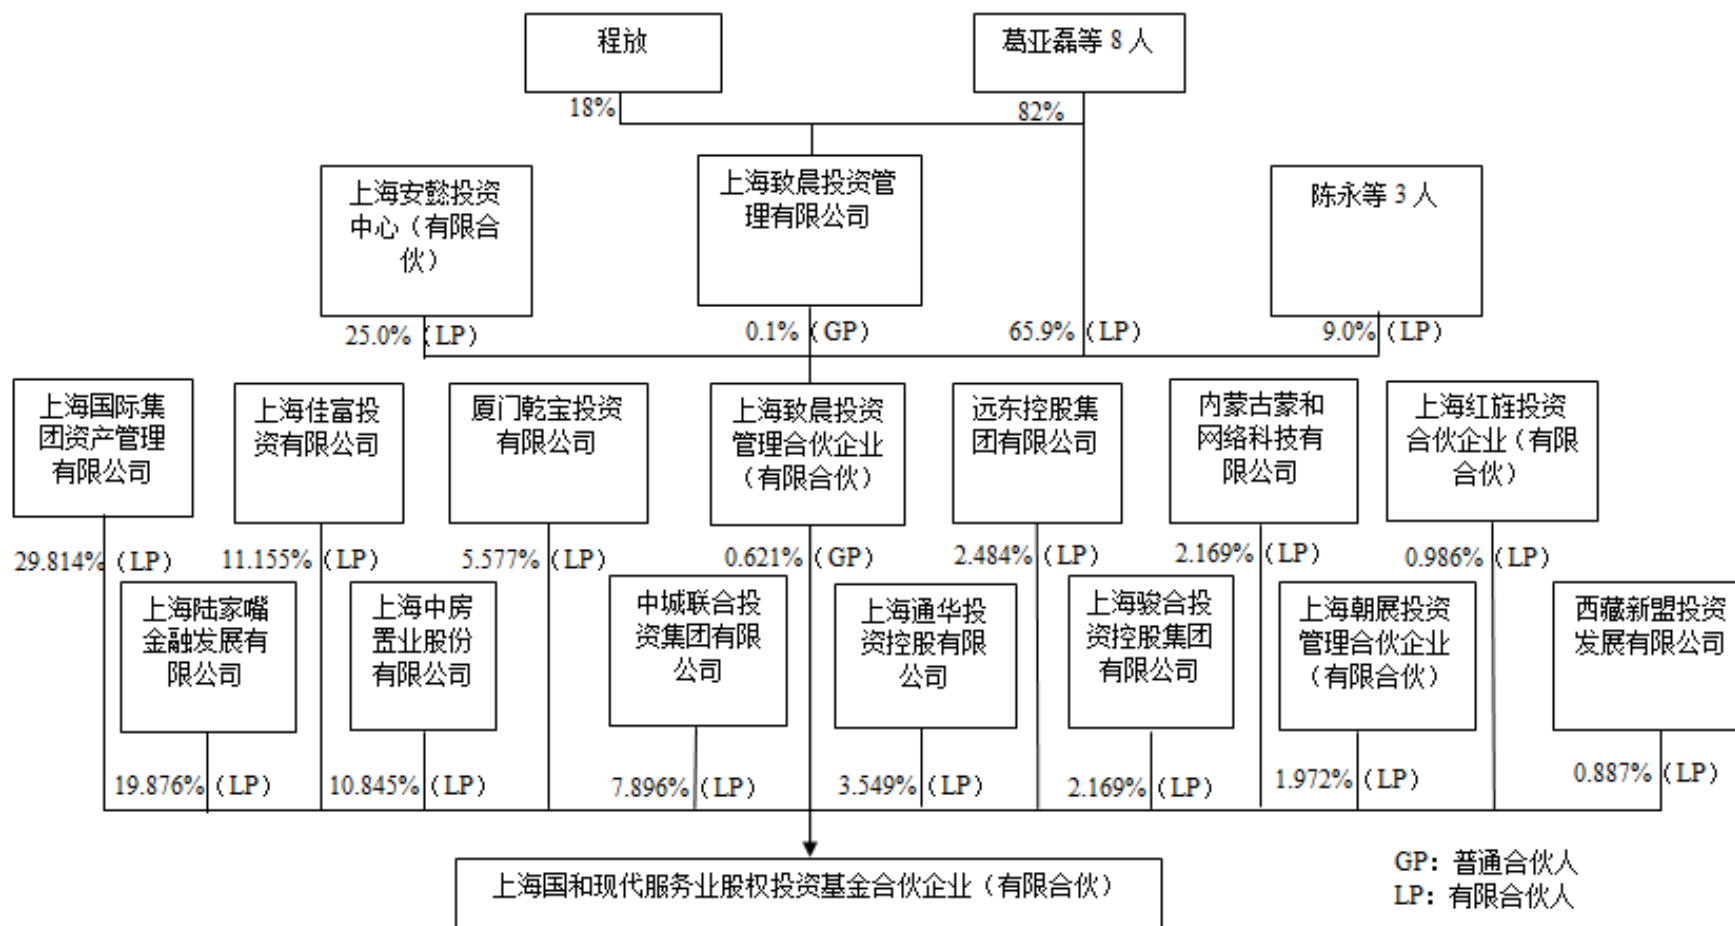 程放
葛亚磊等 8 人
18%
82%
上海安懿投资
中心（有限合
伙）
上海致晨投资管
理有限公司
陈永等 3 人
25.0%（LP）
0.1%（GP）
65.9%（LP）
9.0%（LP）
上海国际集
团资产管理
有限公司
上海佳富投
资有限公司
厦门乾宝投资
有限公司
上海致晨投资
管理合伙企业
（有限合伙）
远东控股集
团有限公司
内蒙古蒙和
网络科技有
限公司
上海红旌投资
合伙企业（有限
合伙）
29.814%（LP）
11.155%（LP）
5.577%（LP）
0.621%（GP）
2.484%（LP）
2.169%（LP）
0.986%（LP）
上海陆家嘴
金融发展有
限公司
上海中房
置业股份
有限公司
中城联合投
资集团有限
公司
上海通华投
资控股有限
公司
上海骏合投
资控股集团
有限公司
上海朝展投资
管理合伙企业
（有限合伙）
西藏新盟投资
发展有限公司
19.876%（LP）
10.845%（LP）
7.896%（LP）
3.549%（LP）
2.169%（LP）
1.972%（LP）
0.887%（LP）
上海国和现代服务业股权投资基金合伙企业（有限合伙）
GP：普通合伙人
LP：有限合伙人